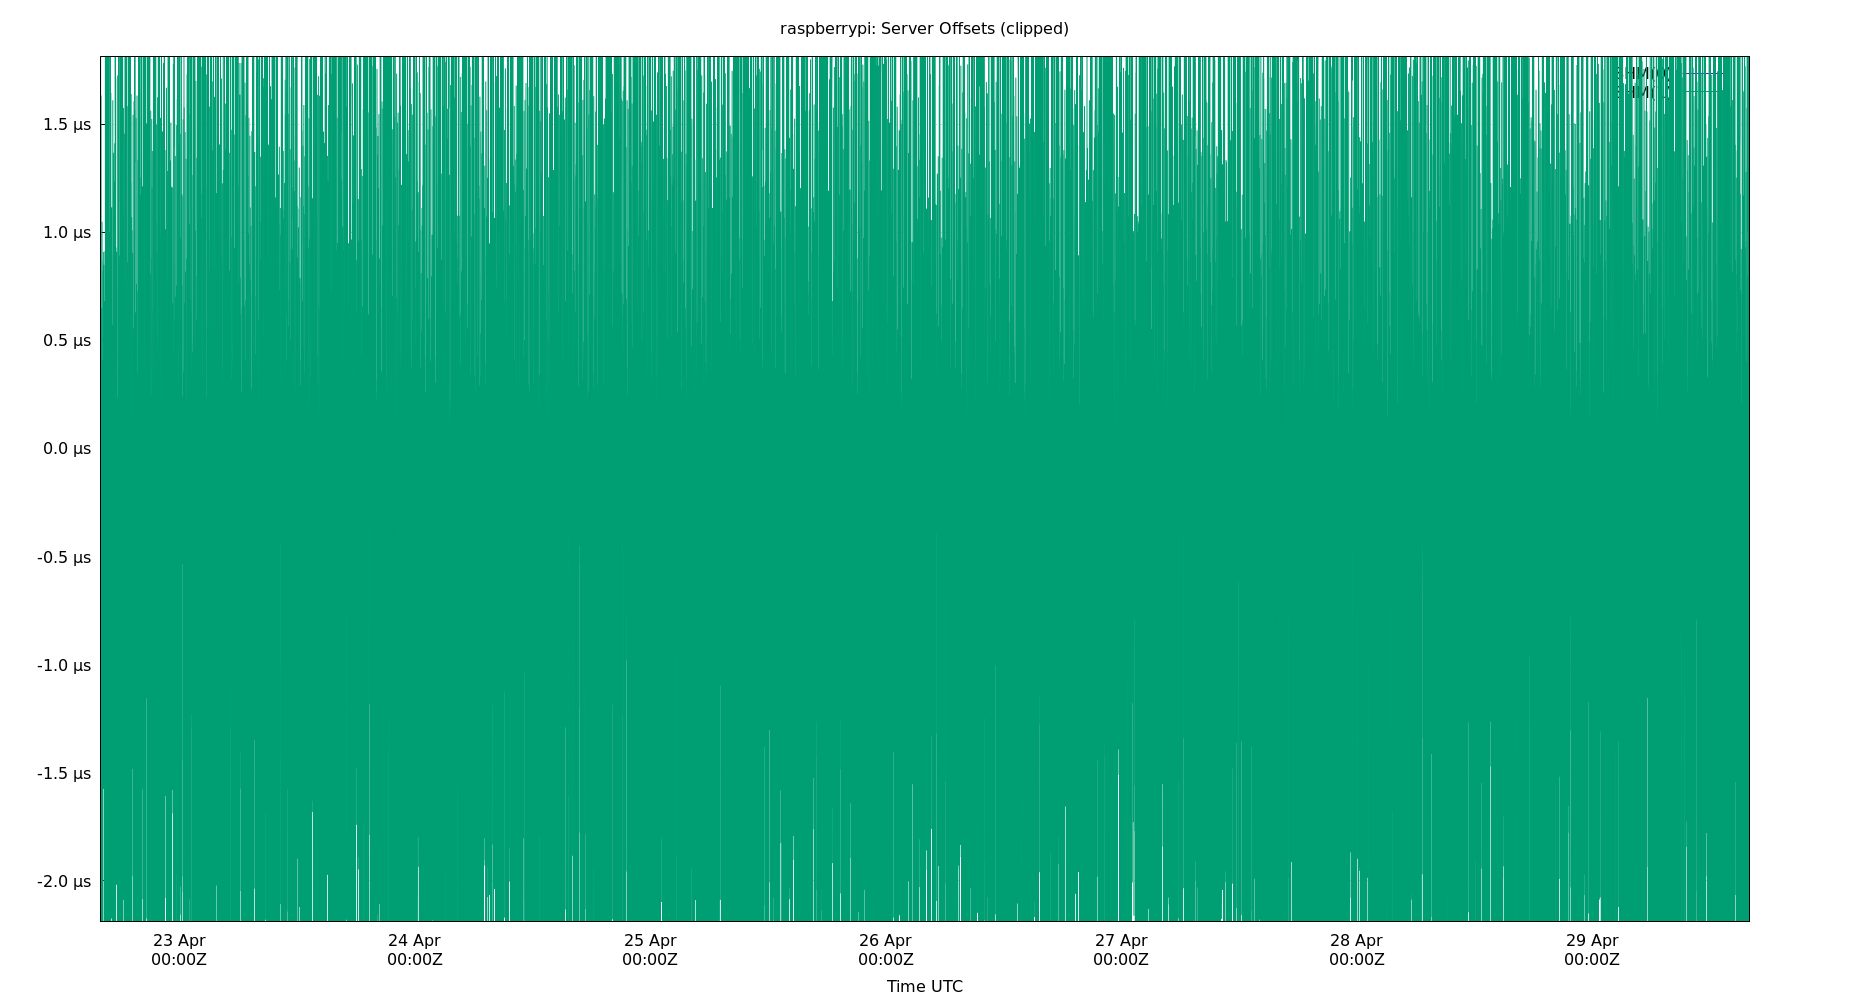 raspberrypi: Server Offsets (clipped)
SHM(0)
1.5 µs
1.0 µs
0.5 µs
0.0 µs
-0.5 µs
-1.0 µs
-1.5 µs
-2.0 µs
23 Apr 24 Apr 25 Apr 26 Apr 27 Apr 28 Apr 29 Apr
00:00Z 00:00Z 00:00Z 00:00Z 00:00Z 00:00Z 00:00Z
Time UTC